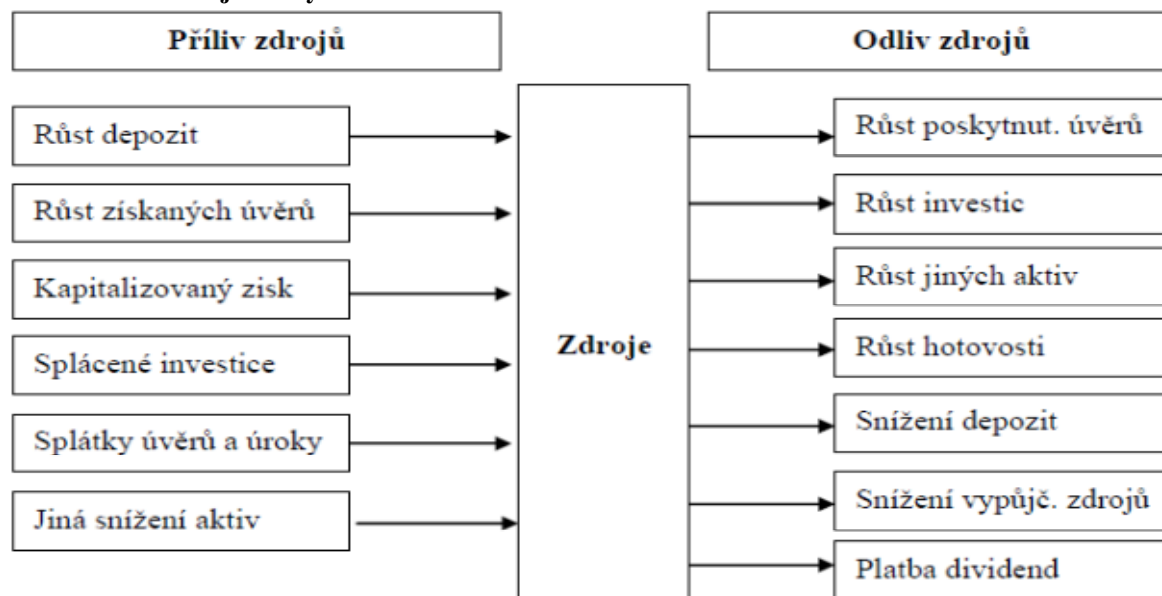 Příliv zdrojů
Odliv zdrojů
Růst depozit
Růst získaných úvěrů
Kapitalizovaný zisk
Splácené investice
Splátky úvěrů a úroky
Jiná snížení aktiv
Zdroje
Růst poskytnut. úvěrů
Růst investic
Růst jiných aktiv
Růst hotovosti
Snížení depozit
Snížení vypůjč. zdrojů
Platba dividend